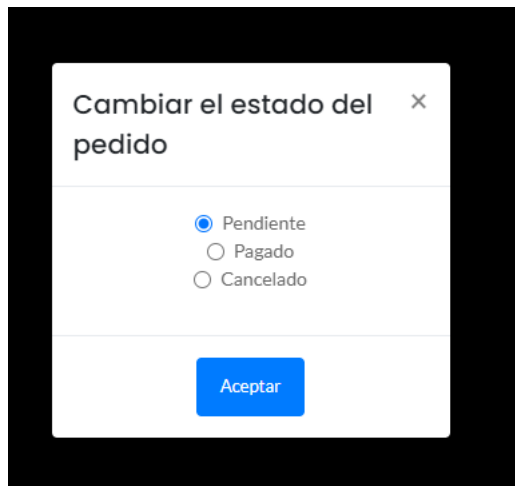 Cambiar el estado del
pedido
×
Pendiente
Pagado
Cancelado
Aceptar